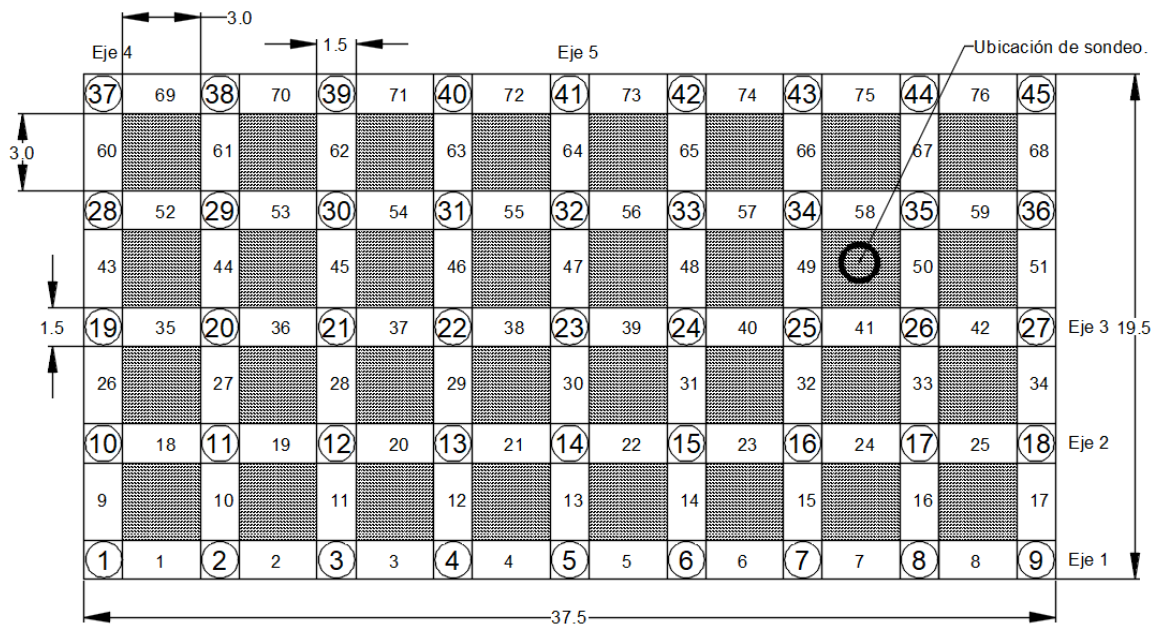 3.0
Eje 4 1.5 Eje 5 Ubicación de sondeo.
37 69 38 70 39 71 40 72 41 73 42 74 43 75 44 76 45
3.0 60 61 62 63 64 65 66 67 68
28 52 29 53 30 54 31 55 32 56 33 57 34 58 35 59 36
43 44 45 46 47 48 49 50 51
1.5 19 35 20 36 21 37 22 38 23 39 24 40 25 41 26 42 27 Eje 3 19.5
26 27 28 29 30 31 32 33 34
10 18 11 19 12 20 13 21 14 22 15 23 16 24 17 25 18 Eje 2
9 10 11 12 13 14 15 16 17
1 1 2 2 3 3 4 4 5 5 6 6 7 7 8 8 9 Eje 1
37.5